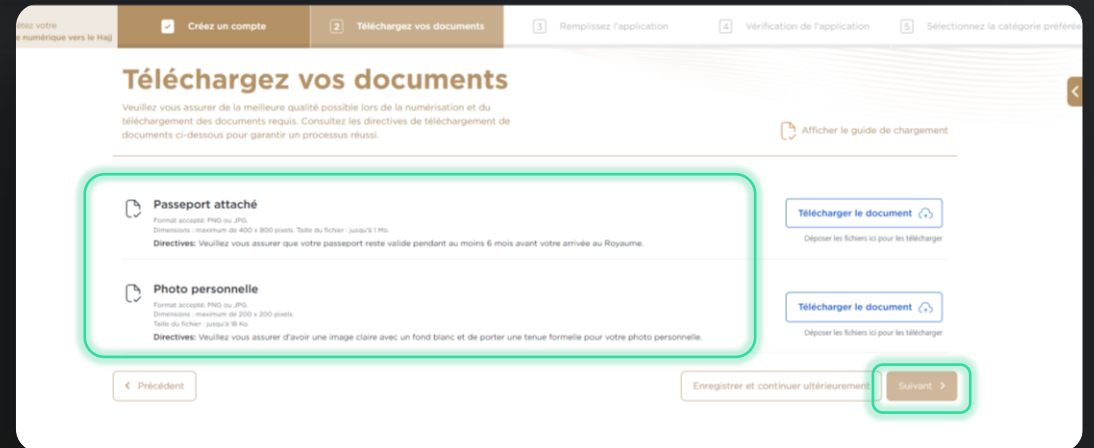 étez votre
e numérique vers le Hajj
Créez un compte
2 Téléchargez vos documents
3 Remplissez l'application
4 Vérification de l'application
5 Sélectionnez la catégorie préférée
Téléchargez vos documents
Veuillez vous assurer de la meilleure qualité possible lors de la numérisation et du
téléchargement des documents requis. Consultez les directives de téléchargement de
documents ci-dessous pour garantir un processus réussi.
Afficher le guide de chargement
Passeport attaché
Format accepté: PNG ou JPG.
Dimensions : maximum de 400 x 800 pixels. Taille du fichier : jusqu'à 1 Mo.
Directives: Veuillez vous assurer que votre passeport reste valide pendant au moins 6 mois avant votre arrivée au Royaume.
Télécharger le document
Déposer les fichiers ici pour les télécharger
Photo personnelle
Format accepté: PNG ou JPG.
Dimensions : maximum de 200 x 200 pixels.
Taille du fichier : jusqu'à 18 Ko.
Directives: Veuillez vous assurer d'avoir une image claire avec un fond blanc et de porter une tenue formelle pour votre photo personnelle.
Télécharger le document
Déposer les fichiers ici pour les télécharger
Précédent
Enregistrer et continuer ultérieurement
Suivant